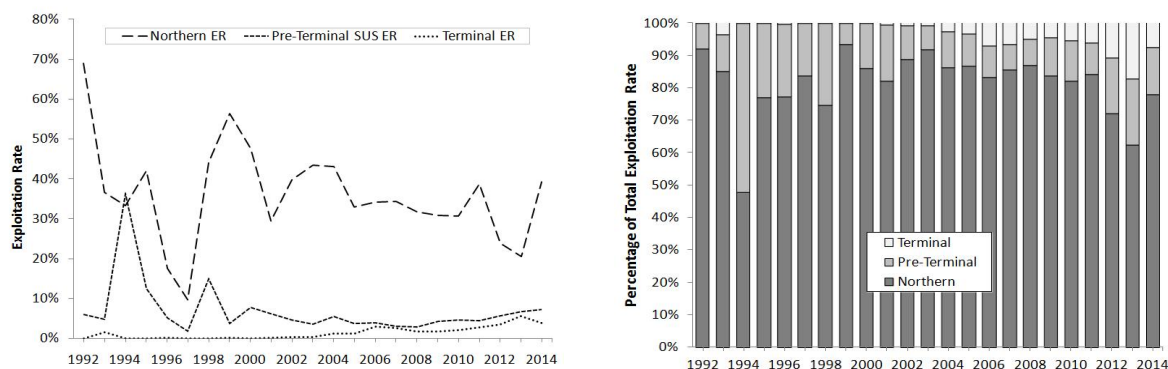 80%
70%
60%
50%
40%
30%
20%
10%
0%
Exploitation Rate
Northern ER Pre-Terminal SUS ER Terminal ER
1992 1994 1996 1998 2000 2002 2004 2006 2008 2010 2012 2014
100%
90%
80%
70%
60%
50%
40%
30%
20%
10%
0%
Percentage of Total Exploitation Rate
Terminal
Pre-Terminal
Northern
1992 1994 1996 1998 2000 2002 2004 2006 2008 2010 2012 2014